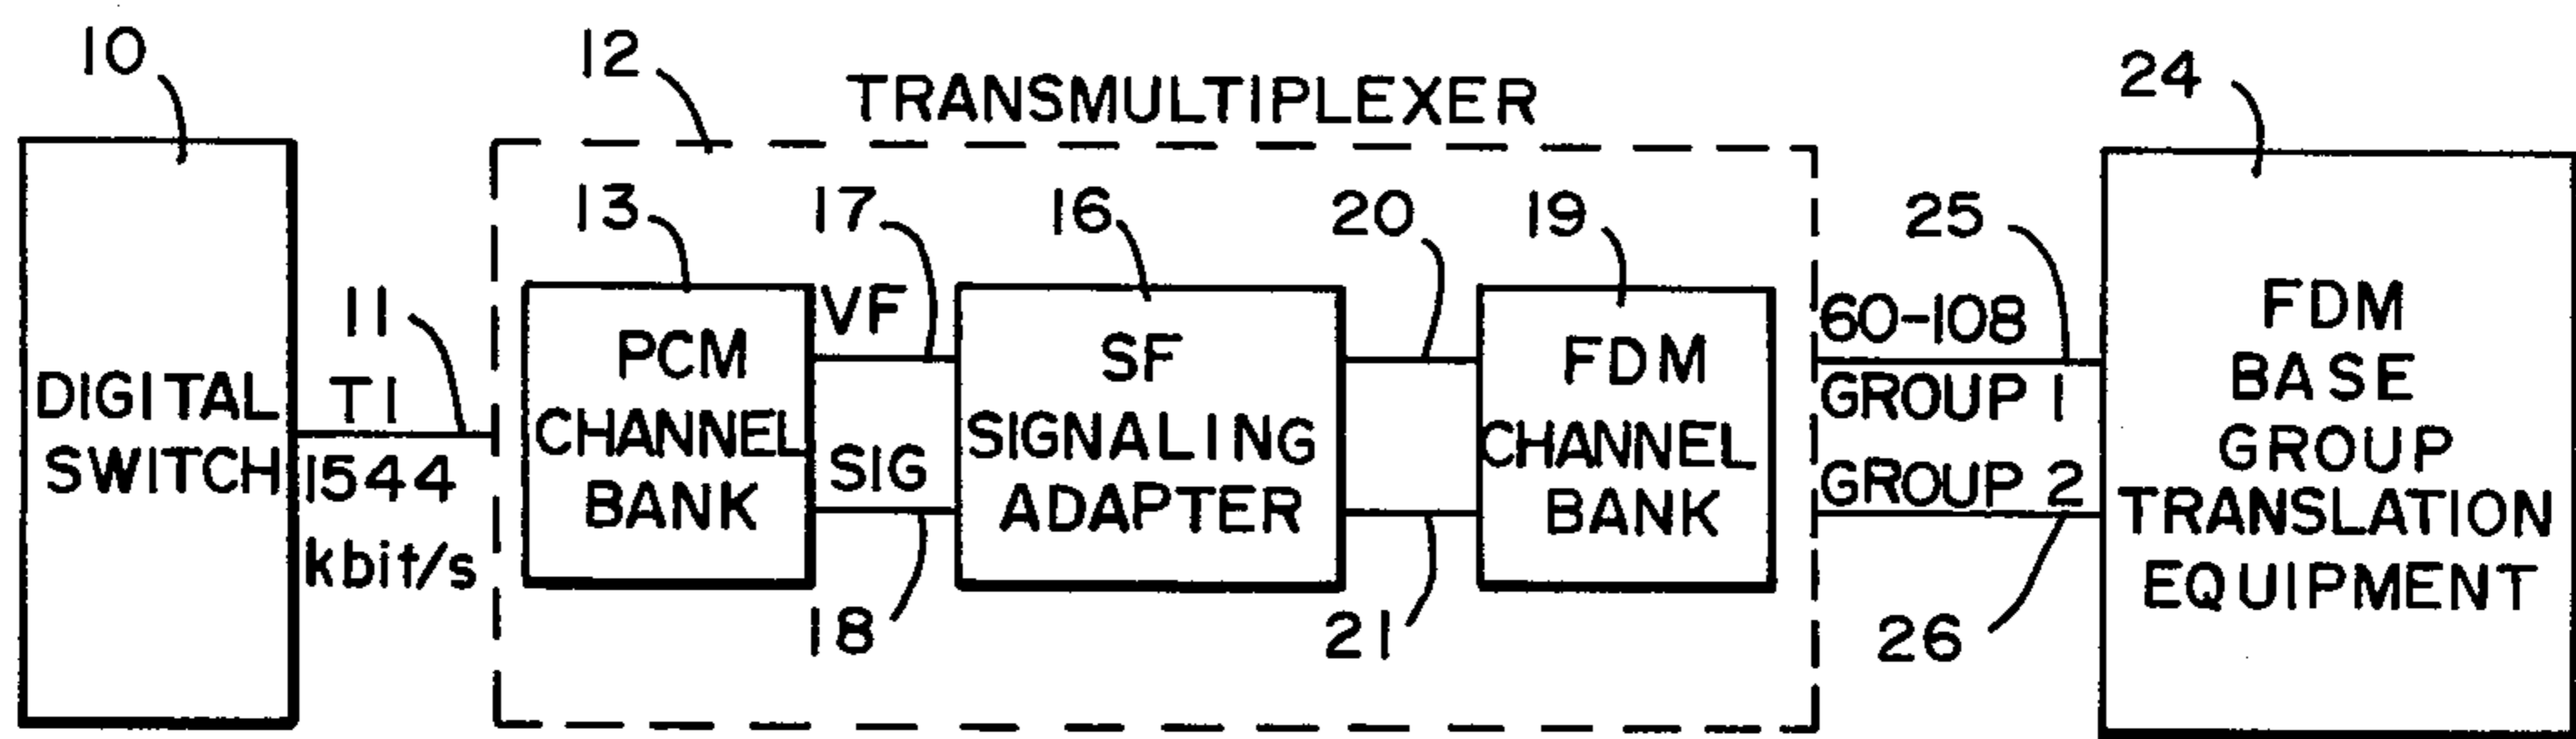 10
12
TRANSMULTIPLEXER
24
13
17
16
20
19
25
11
DIGITAL
SWITCH
T1
1544
kbit/s
PCM
CHANNEL
BANK
VF
SIG
18
SF
SIGNALING
ADAPTER
21
FDM
CHANNEL
BANK
60-108
GROUP 1
GROUP 2
26
FDM
BASE
GROUP
TRANSLATION
EQUIPMENT